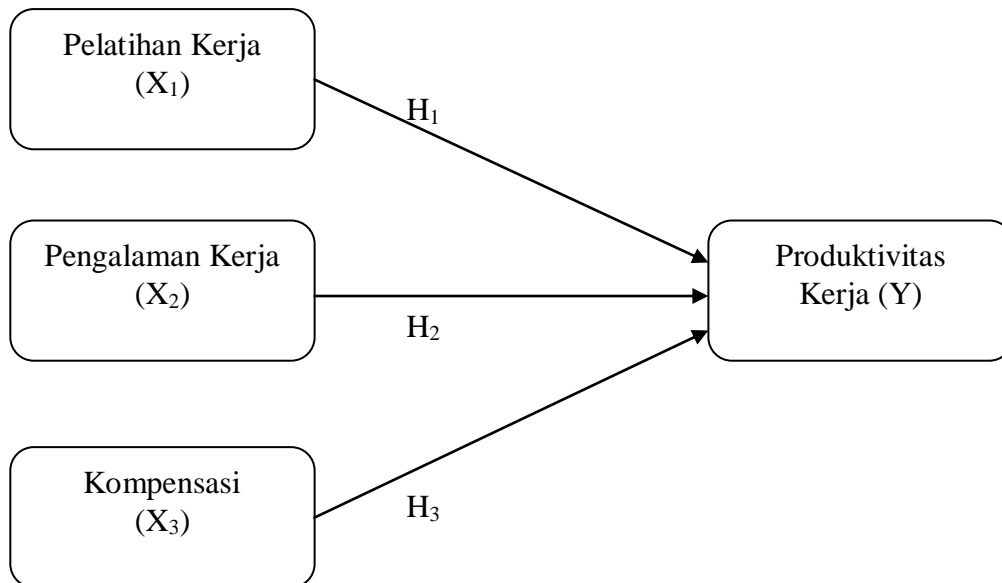 Pelatihan Kerja
(X₁)
H₁
Pengalaman Kerja
(X₂)
H₂
Produktivitas
Kerja (Y)
Kompensasi
(X₃)
H₃